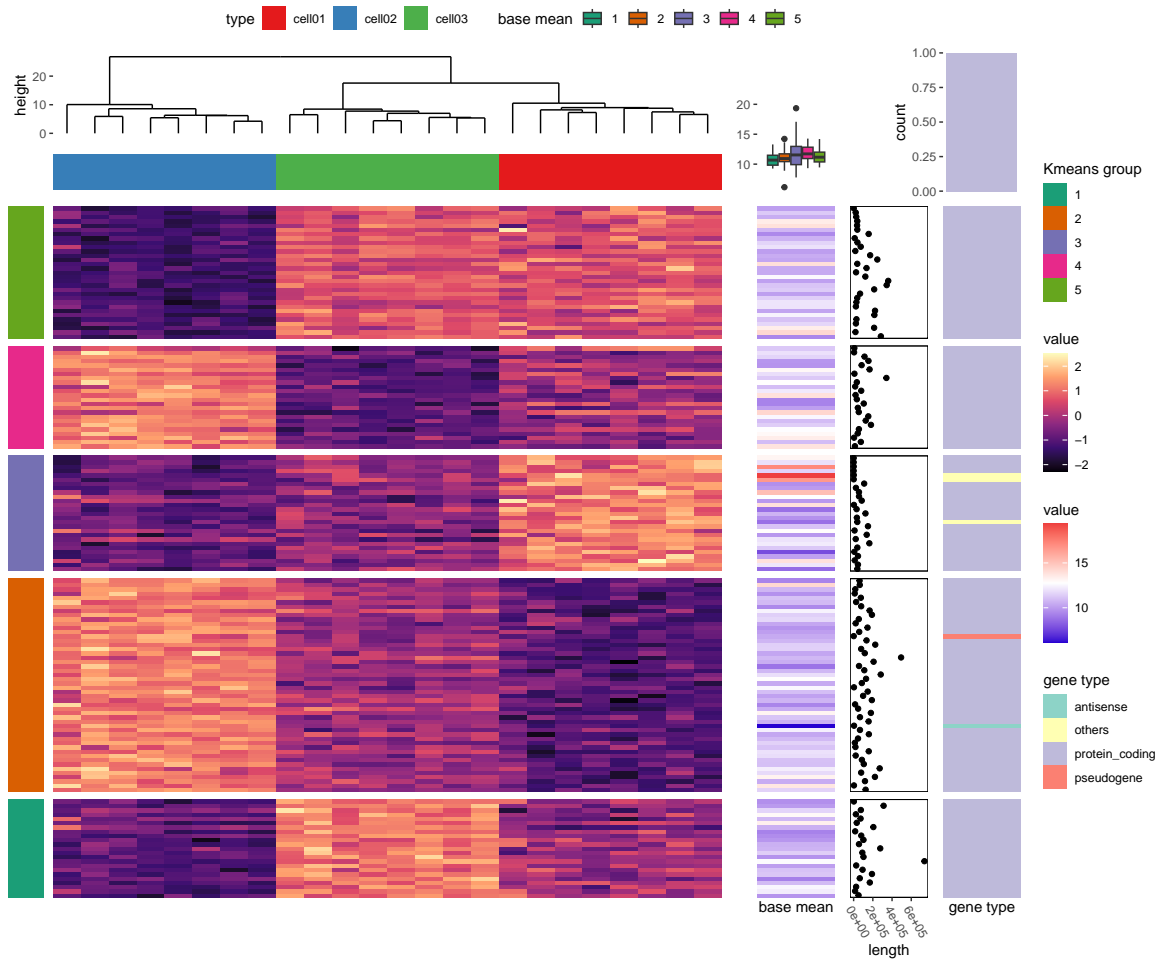 type cell01 cell02 cell03 base mean 1 2 3 4 5
height
20
10
0
20
15
10
count
1.00
0.75
0.50
0.25
0.00
Kmeans group
1
2
3
4
5
value
2
1
0
−1
−2
value
15
10
gene type
antisense
others
protein_coding
pseudogene
base mean
0e+00
2e+05
4e+05
6e+05
length
gene type